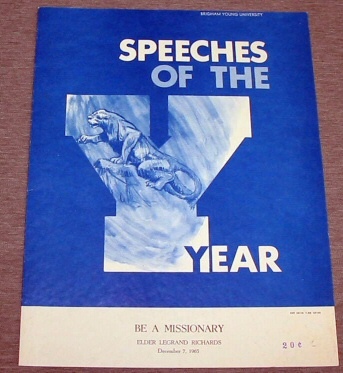 BRIGHAM YOUNG UNIVERSITY
SPEECHES
OF THE
Y
YEAR
BE A MISSIONARY
ELDER LEGRAND RICHARDS
December 7, 1965
20¢